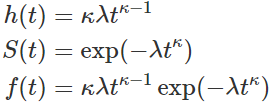 h(t) = κλt^{κ−1}
S(t) = exp(−λt^κ)
f(t) = κλt^{κ−1} exp(−λt^κ)